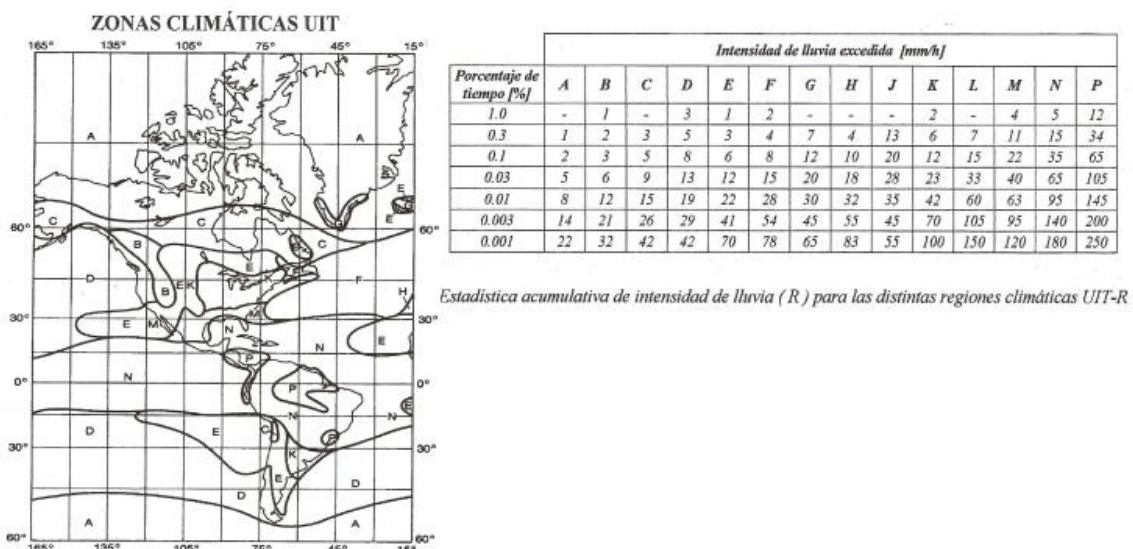 ZONAS CLIMÁTICAS UIT
165° 135° 105° 75° 45° 15°
A A
C C C
E
E
60° 60°
B
E
D B E K K F
H
M
30° 30°
E M N E
N
P
N
0° P 0°
N N
D E C P
30° K 30°
E
D D
A A
60° 60°
165° 135° 105° 75° 45° 15°
Intensidad de lluvia excedida [mm/h]
Porcentaje de tiempo [%] A B C D E F G H J K L M N P
1.0 - 1 - 3 1 2 - - - 2 - 4 5 12
0.3 1 2 3 5 3 4 7 4 13 6 7 11 15 34
0.1 2 3 5 8 6 8 12 10 20 12 15 22 35 65
0.03 5 6 9 13 12 15 20 18 28 23 33 40 65 105
0.01 8 12 15 19 22 28 30 32 35 42 60 63 95 145
0.003 14 21 26 29 41 54 45 55 45 70 105 95 140 200
0.001 22 32 42 42 70 78 65 83 55 100 150 120 180 250
Estadística acumulativa de intensidad de lluvia ( R ) para las distintas regiones climáticas UIT-R